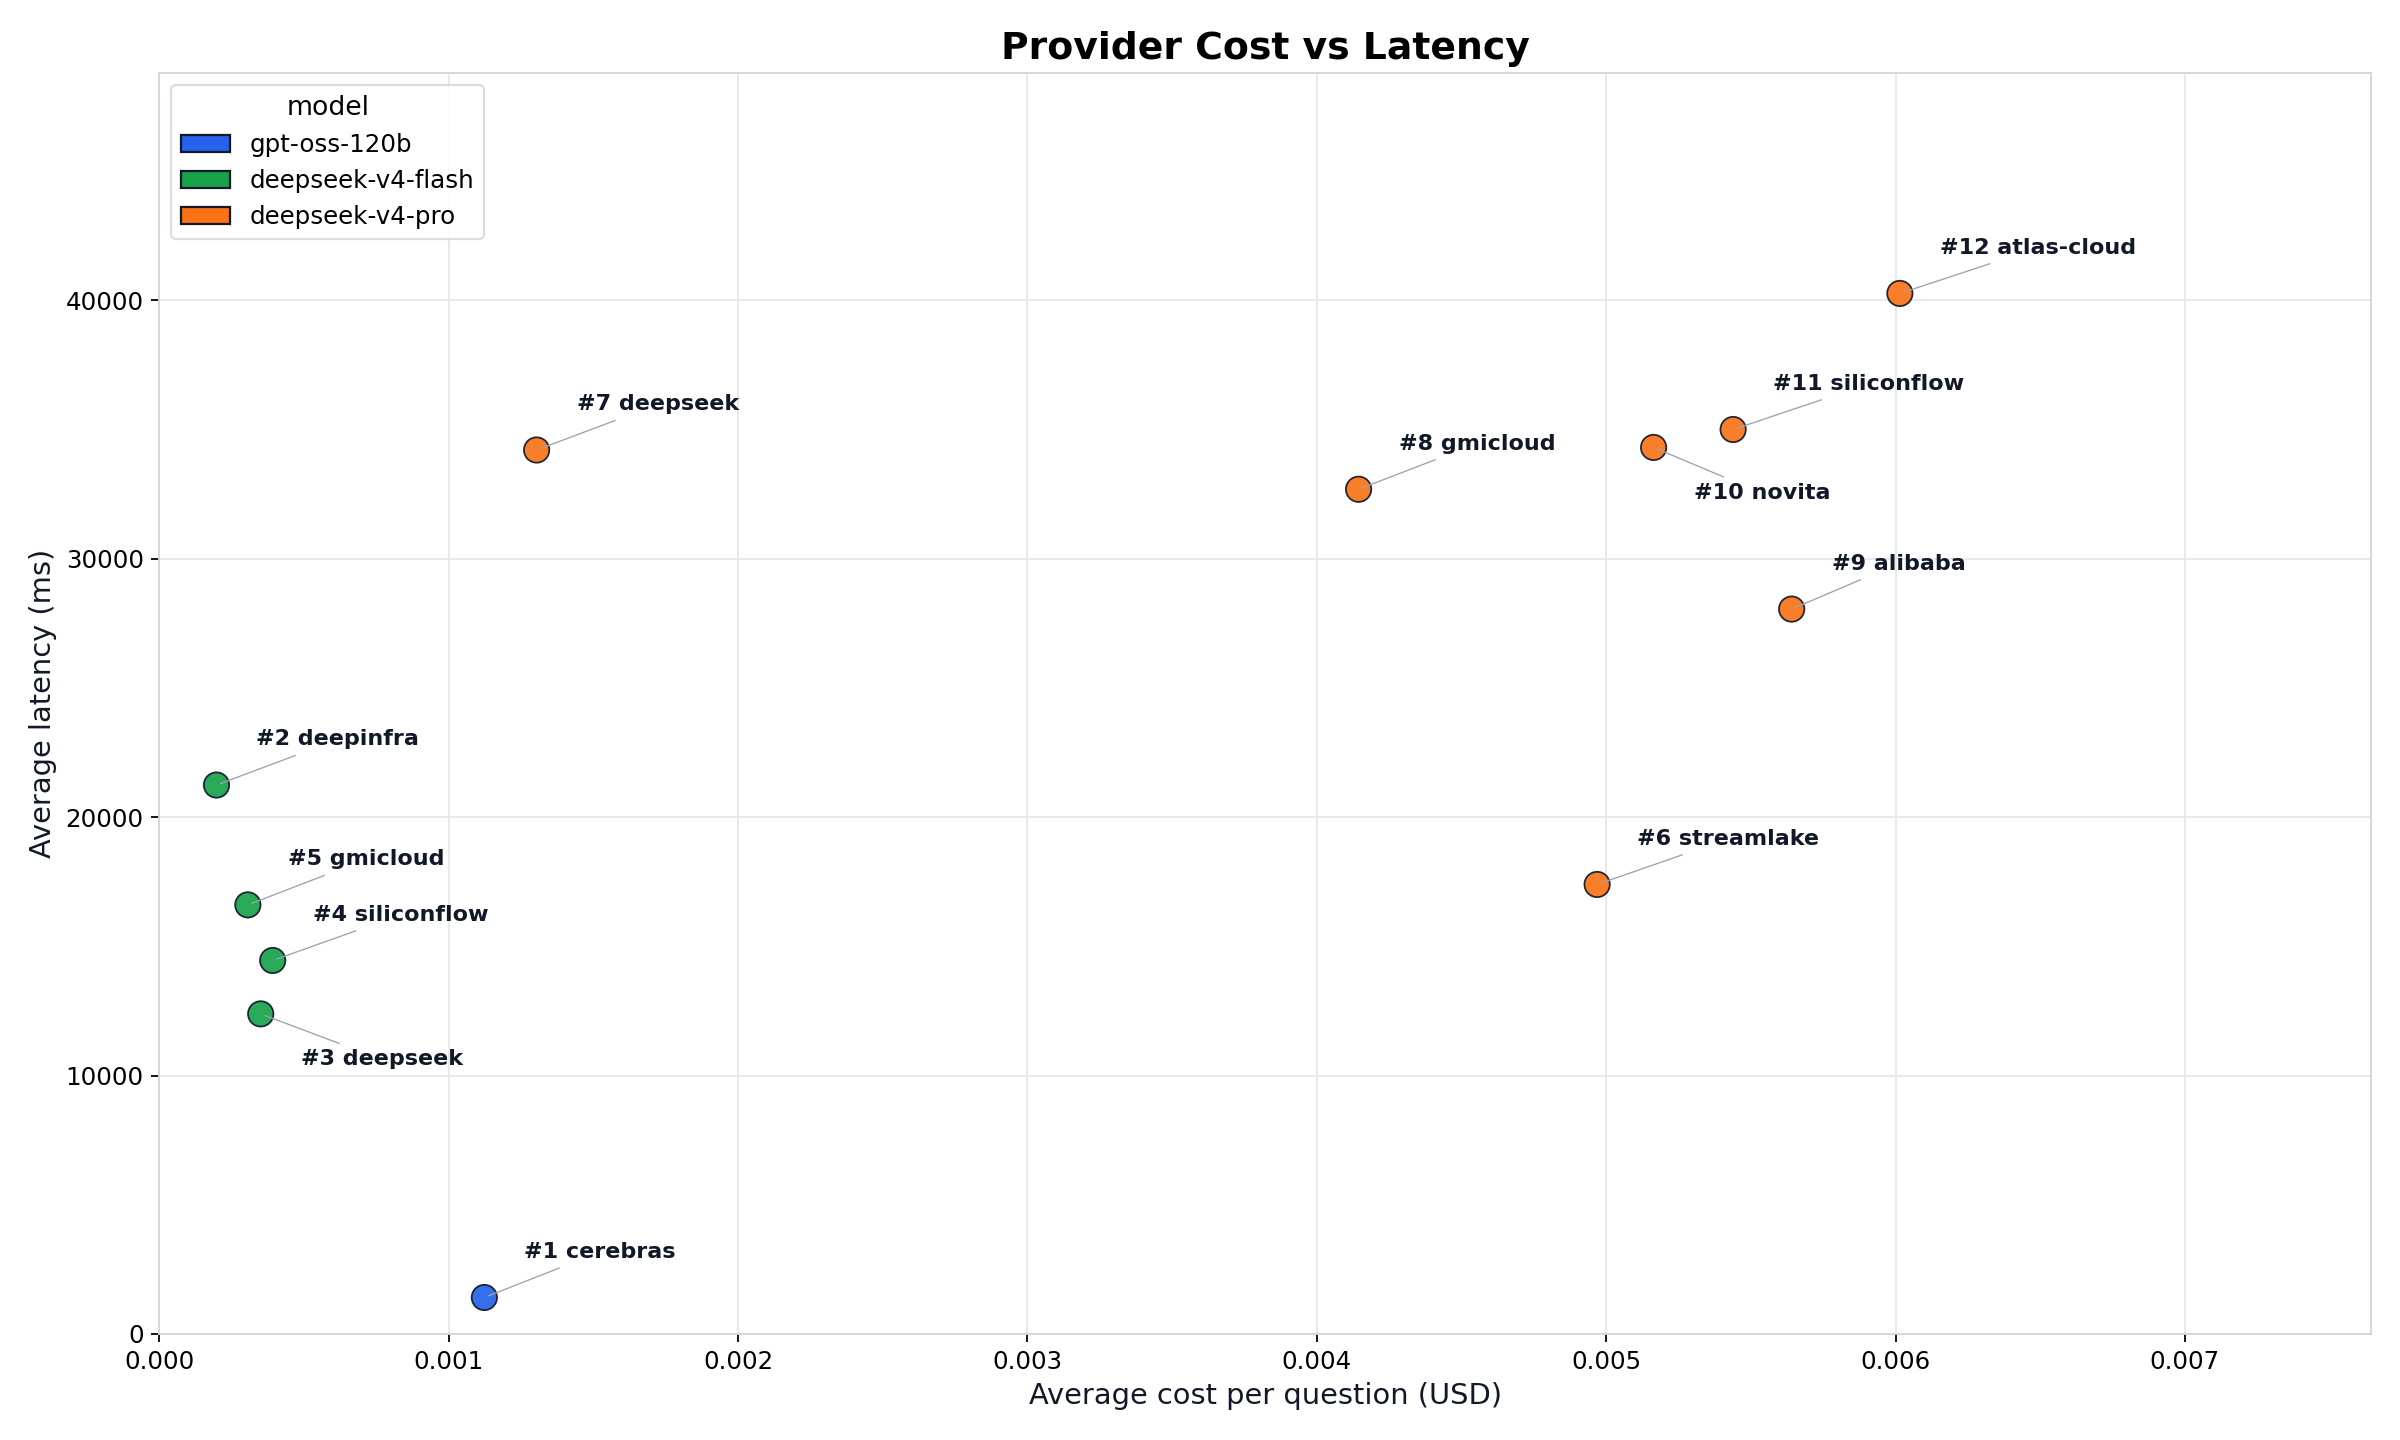 Provider Cost vs Latency
model
gpt-oss-120b
deepseek-v4-flash
deepseek-v4-pro
#12 atlas-cloud
#11 siliconflow
#7 deepseek
#8 gmicloud
#10 novita
#9 alibaba
#2 deepinfra
#6 streamlake
#5 gmicloud
#4 siliconflow
#3 deepseek
#1 cerebras
Average latency (ms)
40000
30000
20000
10000
0
0.000 0.001 0.002 0.003 0.004 0.005 0.006 0.007
Average cost per question (USD)